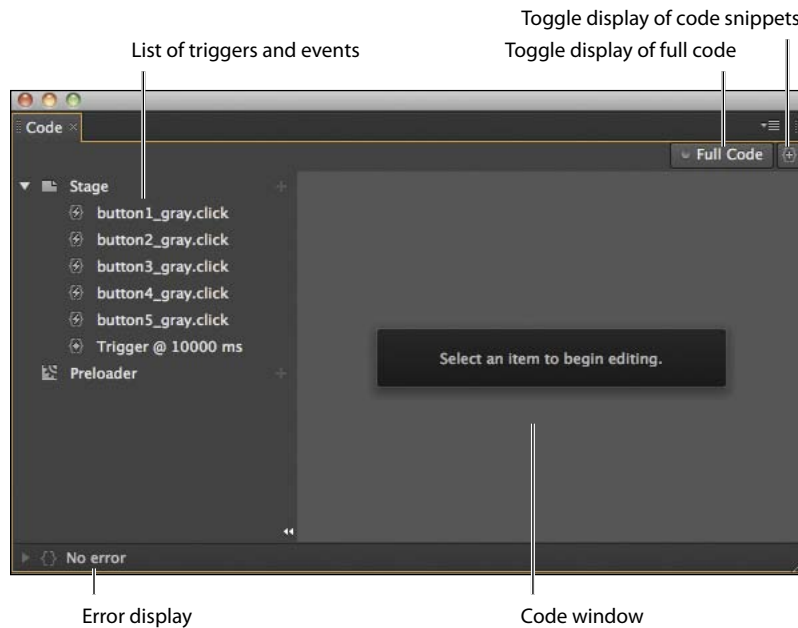 Toggle display of code snippets
List of triggers and events
Toggle display of full code
Code
Full Code
Stage
button1_gray.click
button2_gray.click
button3_gray.click
button4_gray.click
button5_gray.click
Trigger @ 10000 ms
Preloader
Select an item to begin editing.
No error
Error display
Code window